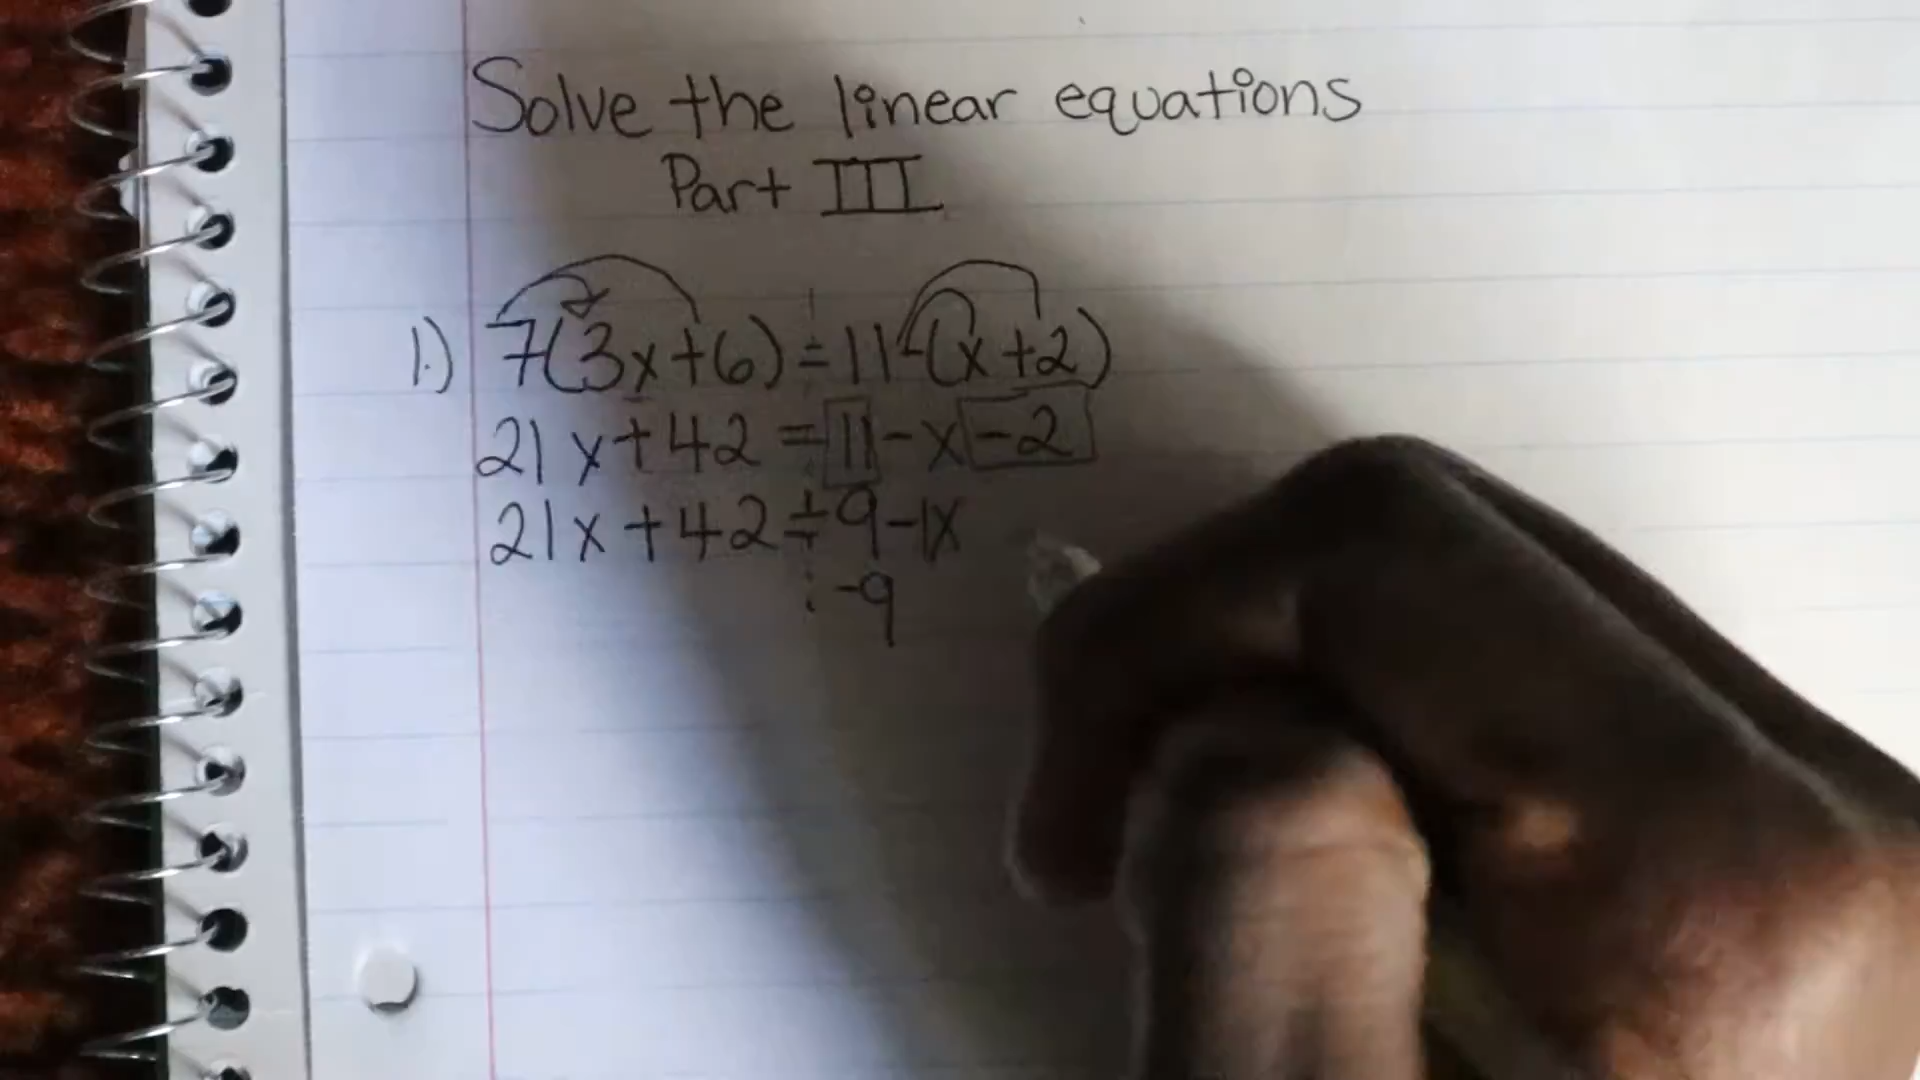 Solve the linear equations
Part III
1.) 7(3x+6)=11-(x+2)
21x+42=11-x-2
21x+42=9-1x
-9